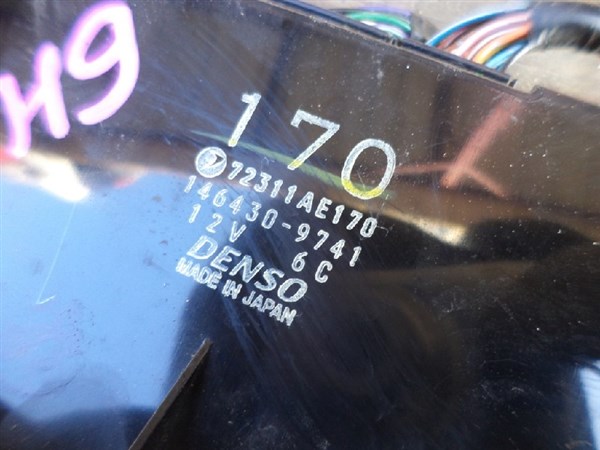 H9
170
72311AE170
146430-9741
12V 6C
DENSO
MADE IN JAPAN